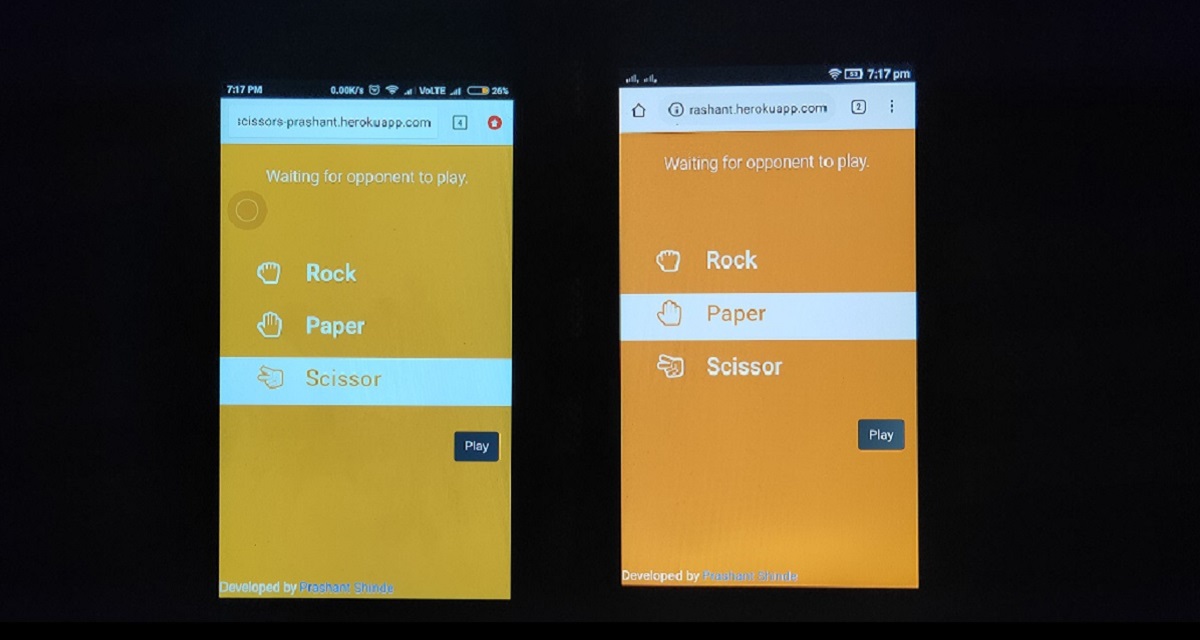 7:17 PM 0.00K/s VoLTE 26%
scissors-prashant.herokuapp.com 4
Waiting for opponent to play.
Rock
Paper
Scissor
Play
Developed by Prashant Shinde
53 7:17 pm
rashant.herokuapp.com 2
Waiting for opponent to play.
Rock
Paper
Scissor
Play
Developed by Prashant Shinde